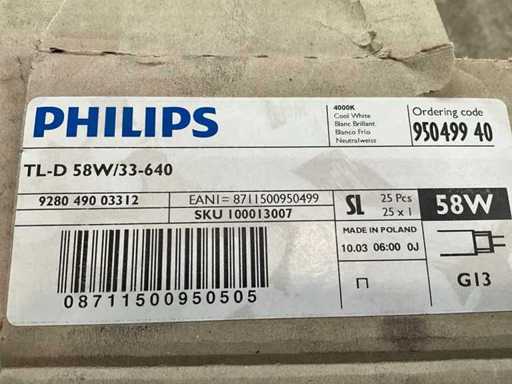 PHILIPS
4000K
Cool White
Blanc Brillant
Blanco Frio
Neutralweiss
Ordering code
950499 40
TL-D 58W/33-640
9280 490 03312
EAN1= 8711500950499
SKU 100013007
SL
25 Pcs
25 x 1
58W
MADE IN POLAND
10.03 06:00 0J
G13
08711500950505